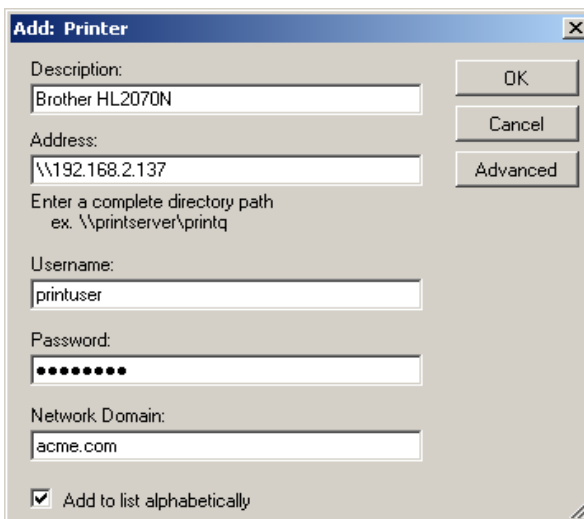 Add: Printer
Description:
Brother HL2070N
OK
Cancel
Address:
\\192.168.2.137
Advanced
Enter a complete directory path
ex. \\printserver\printq
Username:
printuser
Password:
●●●●●●●●
Network Domain:
acme.com
Add to list alphabetically